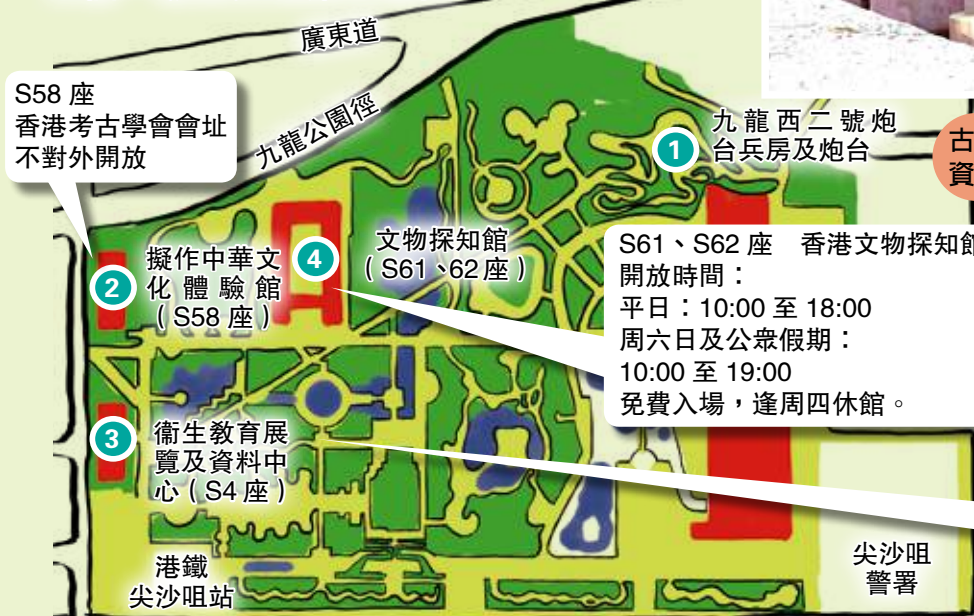 廣東道
九龍公園徑
S58 座
香港考古學會會址
不對外開放
1
九龍西二號炮
台兵房及炮台
古
資
2
擬作中華文
化體驗館
（S58 座）
4
文物探知館
（S61、62 座）
S61、S62 座　香港文物探知館
開放時間：
平日：10:00 至 18:00
周六日及公衆假期：
10:00 至 19:00
免費入場，逢周四休館。
3
衞生教育展
覽及資料中
心（S4 座）
港鐵
尖沙咀站
尖沙咀
警署